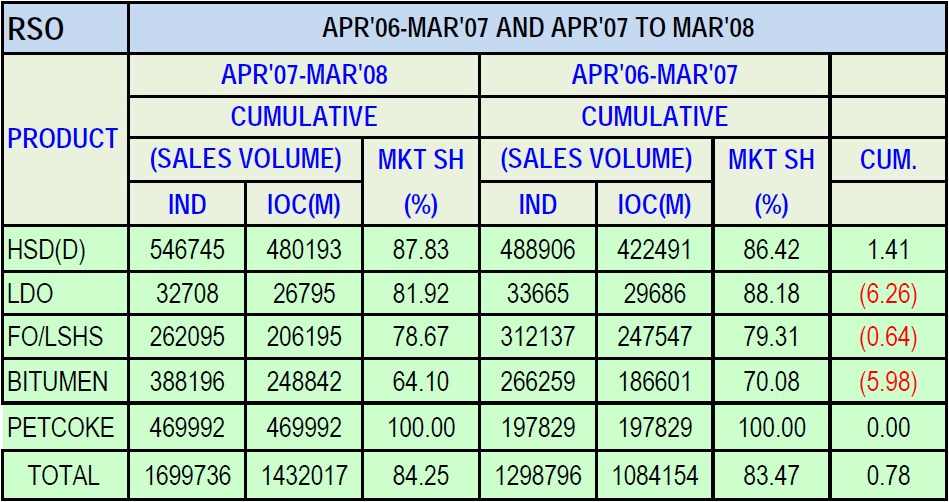 RSO APR'06-MAR'07 AND APR'07 TO MAR'08
APR'07-MAR'08 APR'06-MAR'07
CUMULATIVE CUMULATIVE
PRODUCT
(SALES VOLUME) MKT SH (SALES VOLUME) MKT SH CUM.
IND IOC(M) (%) IND IOC(M) (%)
HSD(D) 546745 480193 87.83 488906 422491 86.42 1.41
LDO 32708 26795 81.92 33665 29686 88.18 (6.26)
FO/LSHS 262095 206195 78.67 312137 247547 79.31 (0.64)
BITUMEN 388196 248842 64.10 266259 186601 70.08 (5.98)
PETCOKE 469992 469992 100.00 197829 197829 100.00 0.00
TOTAL 1699736 1432017 84.25 1298796 1084154 83.47 0.78